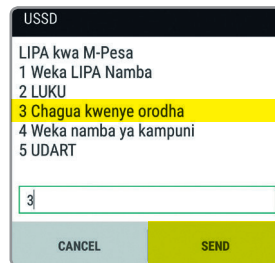 USSD
LIPA kwa M-Pesa
1 Weka LIPA Namba
2 LUKU
3 Chagua kwenye orodha
4 Weka namba ya kampuni
5 UDART
3
CANCEL SEND